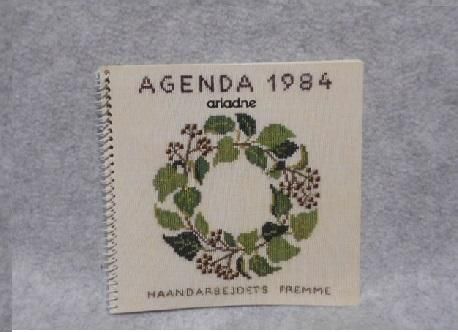 AGENDA 1984
ariadne
HAANDARBEJDETS FREMME